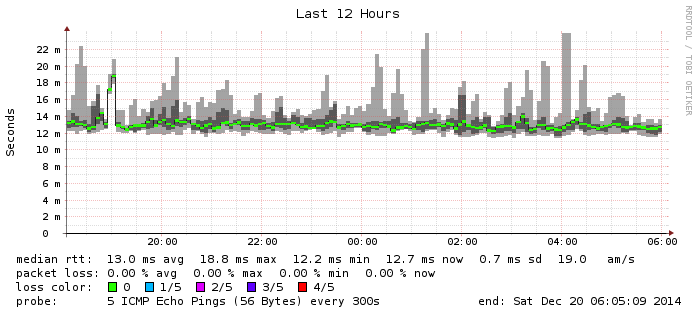 Last 12 Hours
RRDTOOL / TOBI OETIKER
Seconds
22 m
20 m
18 m
16 m
14 m
12 m
10 m
8 m
6 m
4 m
2 m
0
20:00 22:00 00:00 02:00 04:00 06:00
median rtt: 13.0 ms avg 18.8 ms max 12.2 ms min 12.7 ms now 0.7 ms sd 19.0 am/s
packet loss: 0.00 % avg 0.00 % max 0.00 % min 0.00 % now
loss color: 0 1/5 2/5 3/5 4/5
probe: 5 ICMP Echo Pings (56 Bytes) every 300s end: Sat Dec 20 06:05:09 2014